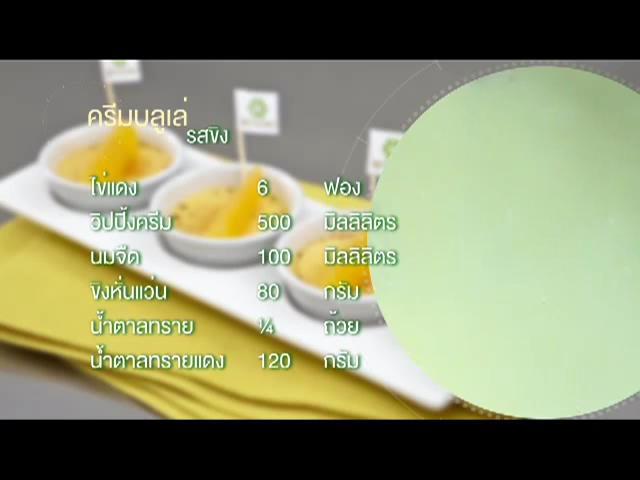 ครีมบลูเล่
รสขิง
ไข่แดง 6 ฟอง
วิปปิ้งครีม 500 มิลลิลิตร
นมจืด 100 มิลลิลิตร
ขิงหั่นแว่น 80 กรัม
น้ำตาลทราย ¼ ถ้วย
น้ำตาลทรายแดง 120 กรัม